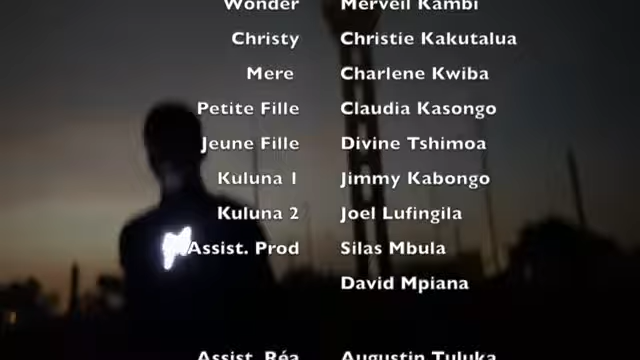 Wonder Merveil Kambi
Christy Christie Kakutalua
Mere Charlene Kwiba
Petite Fille Claudia Kasongo
Jeune Fille Divine Tshimoa
Kuluna 1 Jimmy Kabongo
Kuluna 2 Joel Lufingila
Assist. Prod Silas Mbula
David Mpiana
Assist. Réa Augustin Tuluka